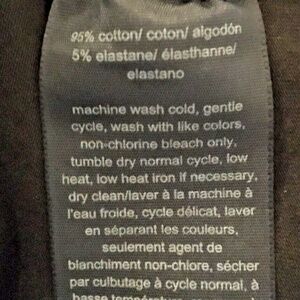 95% cotton/ coton/ algodón
5% elastane/ élasthanne/
elastano
machine wash cold, gentle
cycle, wash with like colors,
non-chlorine bleach only,
tumble dry normal cycle, low
heat, low heat iron if necessary,
dry clean/laver à la machine à
l'eau froide, cycle délicat, laver
en séparant les couleurs,
seulement agent de
blanchiment non-chlore, sécher
par culbutage à cycle normal, à
basse température,